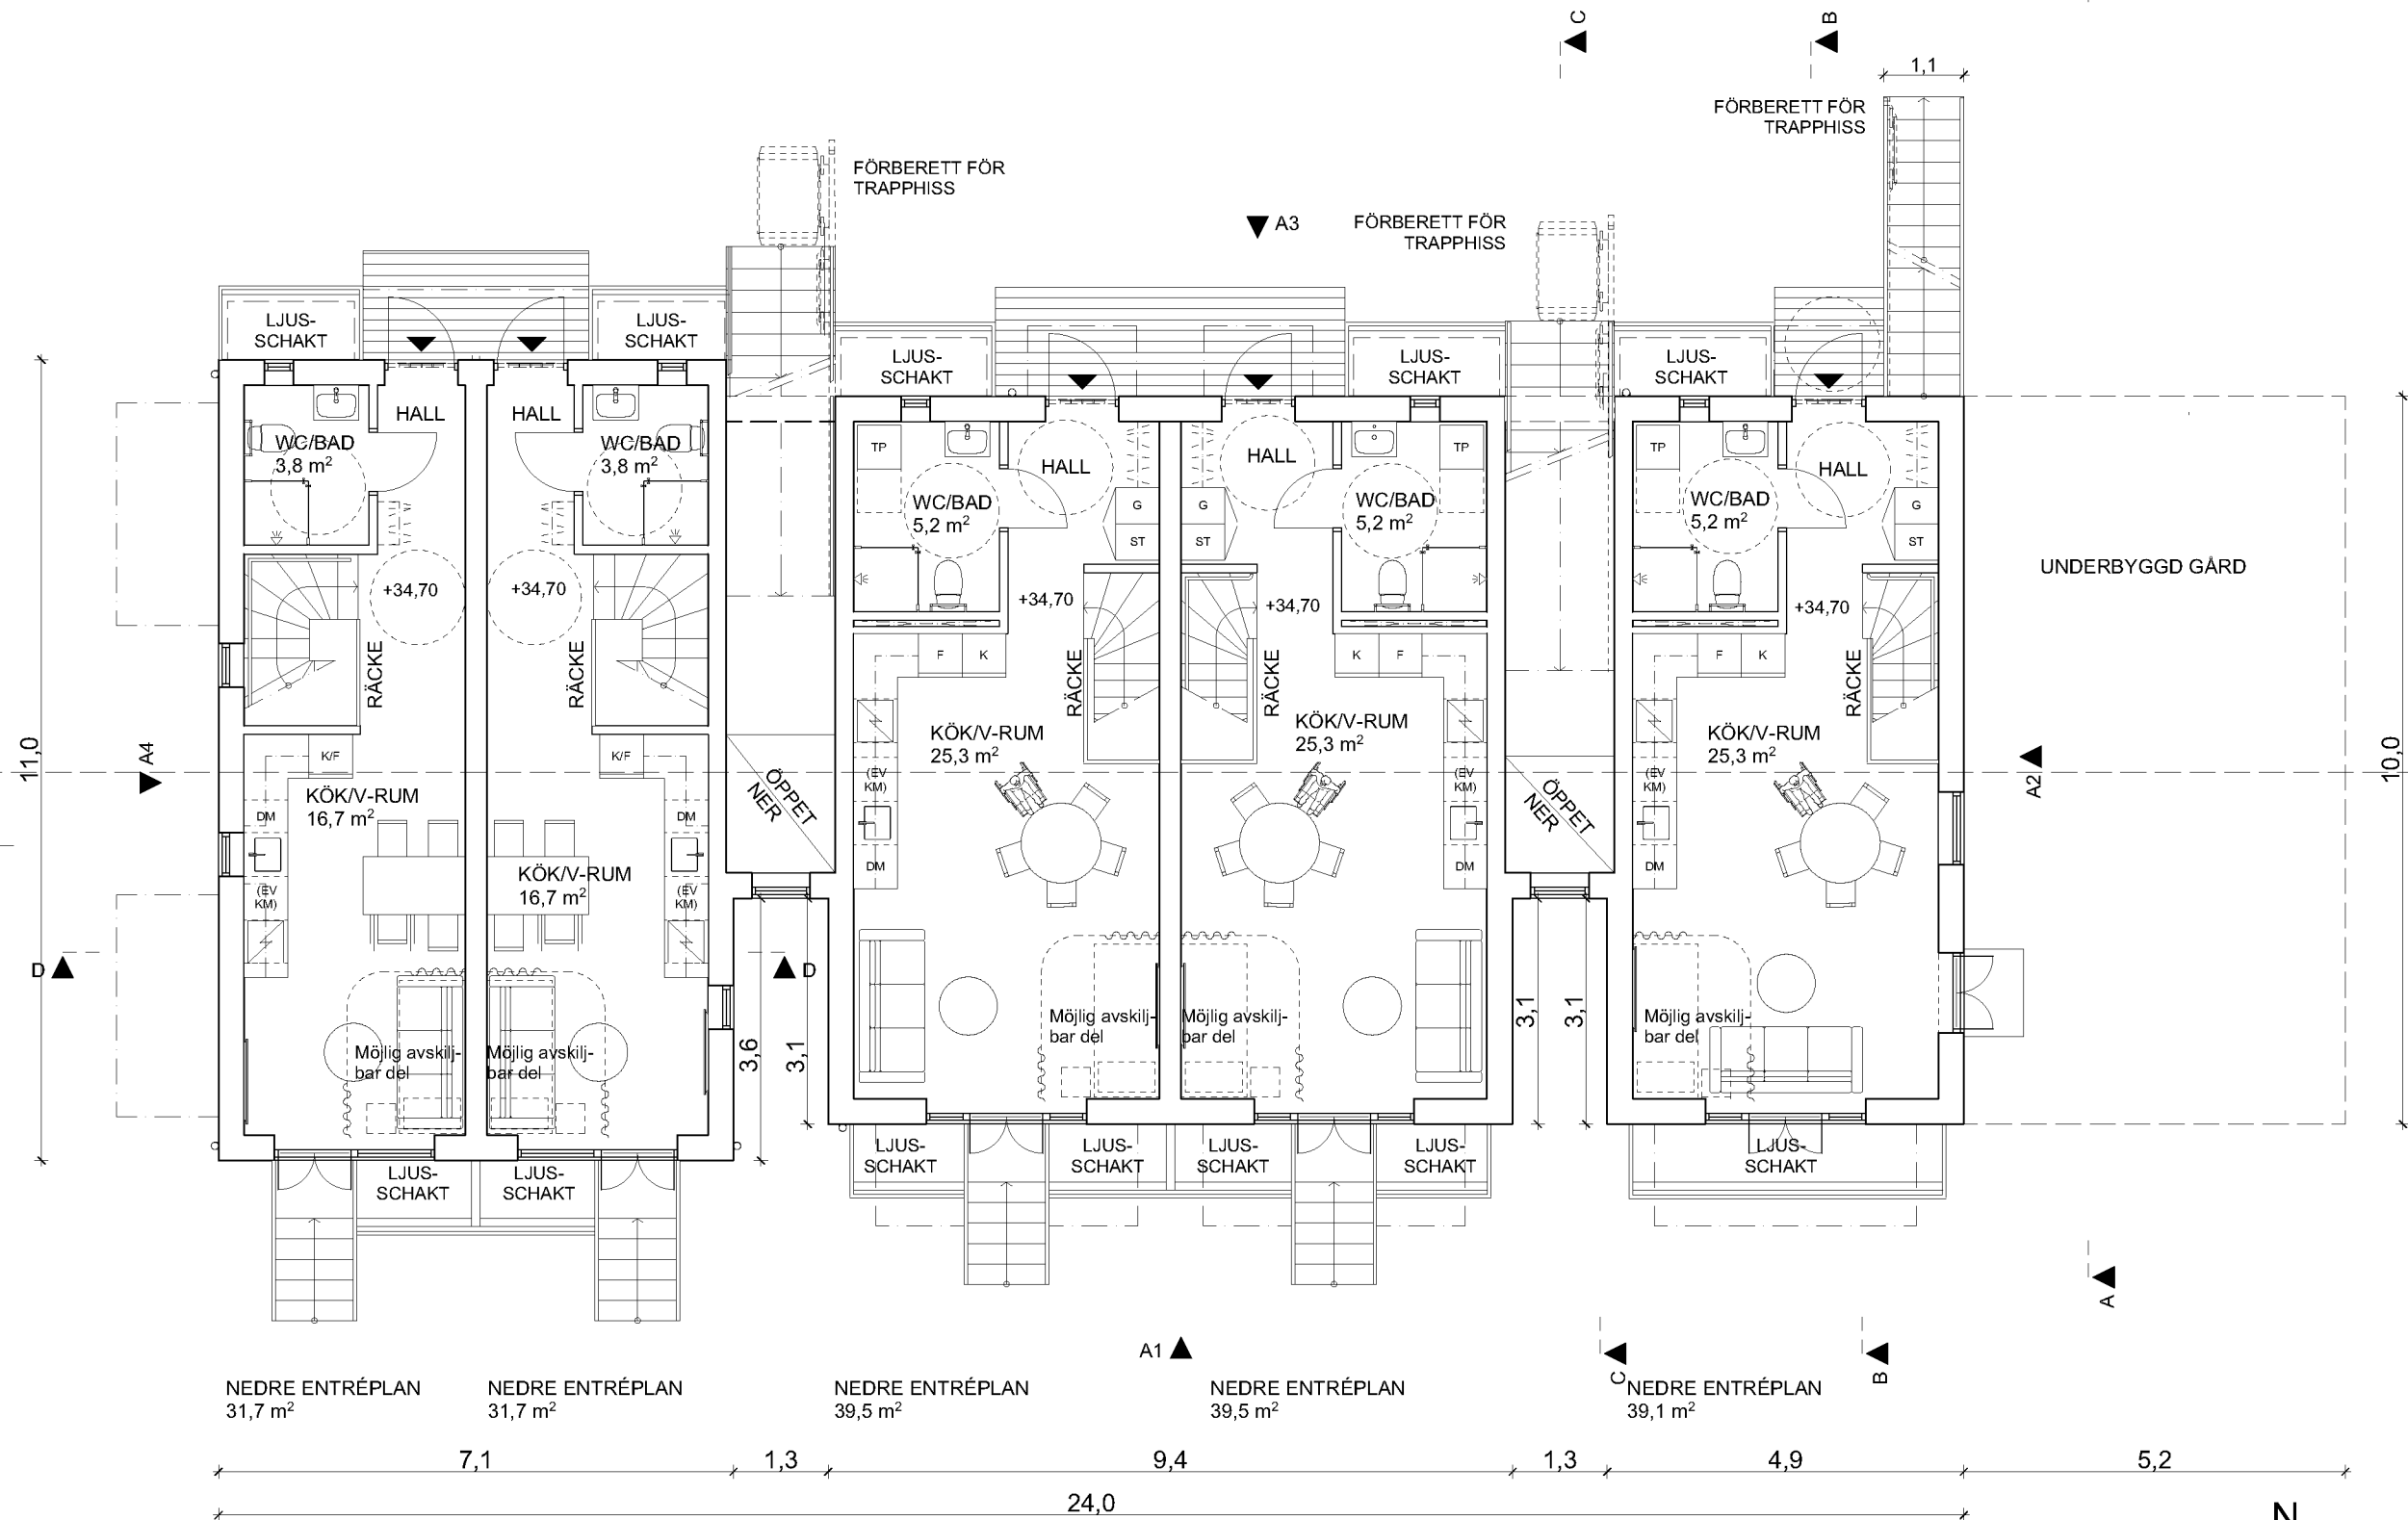 C
B
1,1
FÖRBERETT FÖR
TRAPPHISS
FÖRBERETT FÖR
TRAPPHISS
A3
FÖRBERETT FÖR
TRAPPHISS
LJUS-
SCHAKT
LJUS-
SCHAKT
LJUS-
SCHAKT
LJUS-
SCHAKT
LJUS-
SCHAKT
HALL
HALL
WC/BAD
3,8 m²
WC/BAD
3,8 m²
TP
HALL
HALL
TP
TP
HALL
WC/BAD
5,2 m²
G
ST
G
ST
WC/BAD
5,2 m²
WC/BAD
5,2 m²
G
ST
UNDERBYGGD GÅRD
+34,70
+34,70
+34,70
+34,70
+34,70
RÄCKE
RÄCKE
RÄCKE
RÄCKE
RÄCKE
F
K
K
F
F
K
11,0
A4
K/F
K/F
KÖK/V-RUM
16,7 m²
DM
(EV
KM)
DM
(EV
KM)
KÖK/V-RUM
16,7 m²
ÖPPET
NER
KÖK/V-RUM
25,3 m²
(EV
KM)
DM
KÖK/V-RUM
25,3 m²
(EV
KM)
DM
ÖPPET
NER
KÖK/V-RUM
25,3 m²
(EV
KM)
DM
A2
10,0
D
D
Möjlig avskilj-
bar del
Möjlig avskilj-
bar del
3,6
3,1
Möjlig avskilj-
bar del
Möjlig avskilj-
bar del
3,1
3,1
Möjlig avskilj-
bar del
LJUS-
SCHAKT
LJUS-
SCHAKT
LJUS-
SCHAKT
LJUS-
SCHAKT
LJUS-
SCHAKT
LJUS-
SCHAKT
LJUS-
SCHAKT
A
A1
C
B
NEDRE ENTRÉPLAN
31,7 m²
NEDRE ENTRÉPLAN
31,7 m²
NEDRE ENTRÉPLAN
39,5 m²
NEDRE ENTRÉPLAN
39,5 m²
NEDRE ENTRÉPLAN
39,1 m²
7,1
1,3
9,4
1,3
4,9
5,2
24,0
N